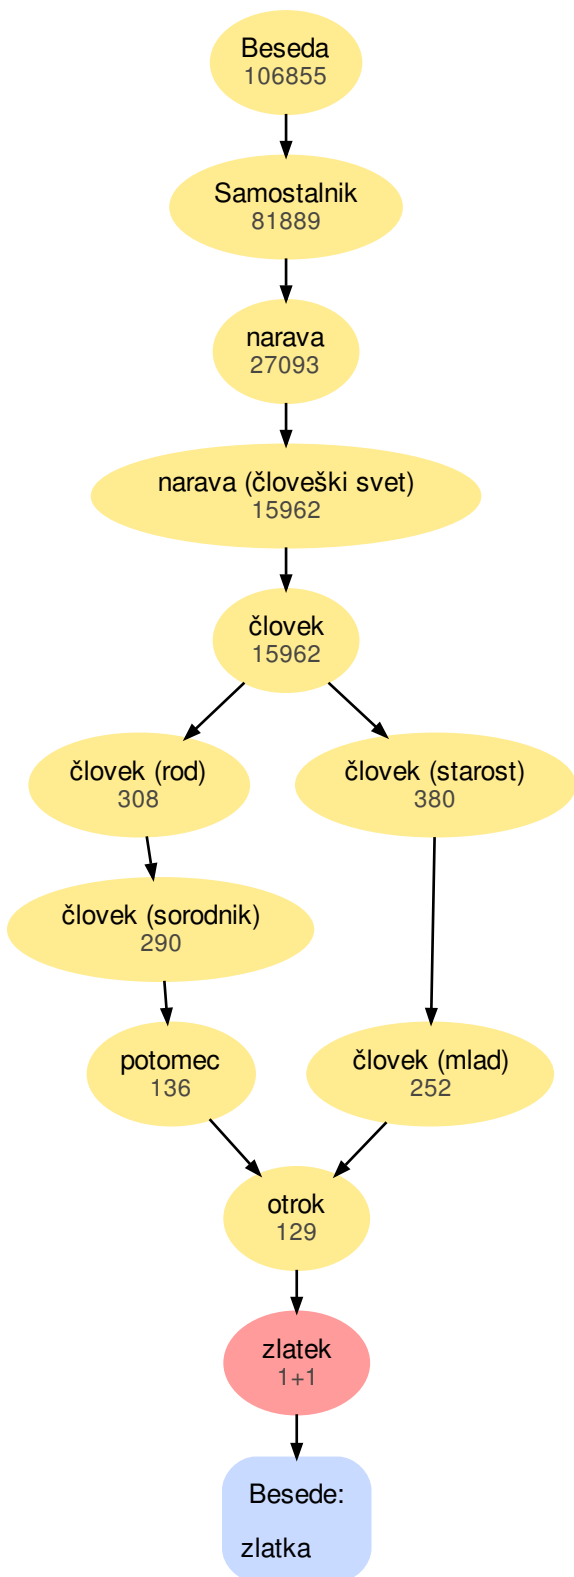 Beseda
106855
Samostalnik
81889
narava
27093
narava (človeški svet)
15962
človek
15962
človek (rod)
308
človek (starost)
380
človek (sorodnik)
290
potomec
136
človek (mlad)
252
otrok
129
zlatek
1+1
Besede:
zlatka